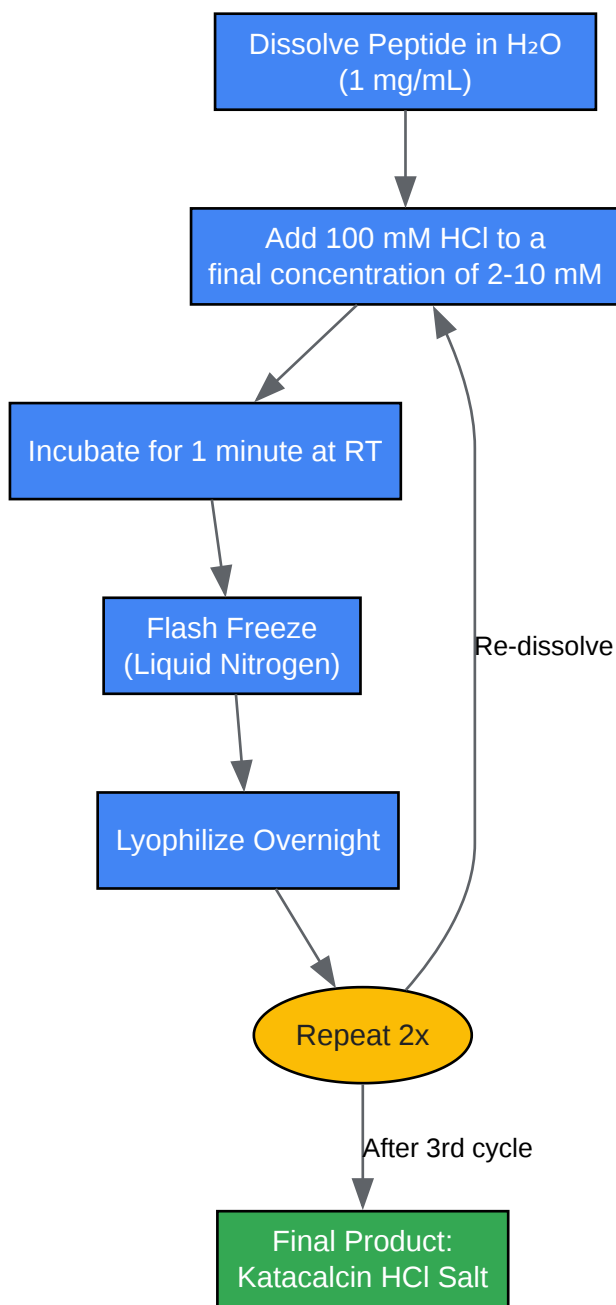 Dissolve Peptide in H₂O
(1 mg/mL)
Add 100 mM HCl to a
final concentration of 2-10 mM
Incubate for 1 minute at RT
Flash Freeze
(Liquid Nitrogen)
Re-dissolve
Lyophilize Overnight
Repeat 2x
After 3rd cycle
Final Product:
Katacalcin HCl Salt